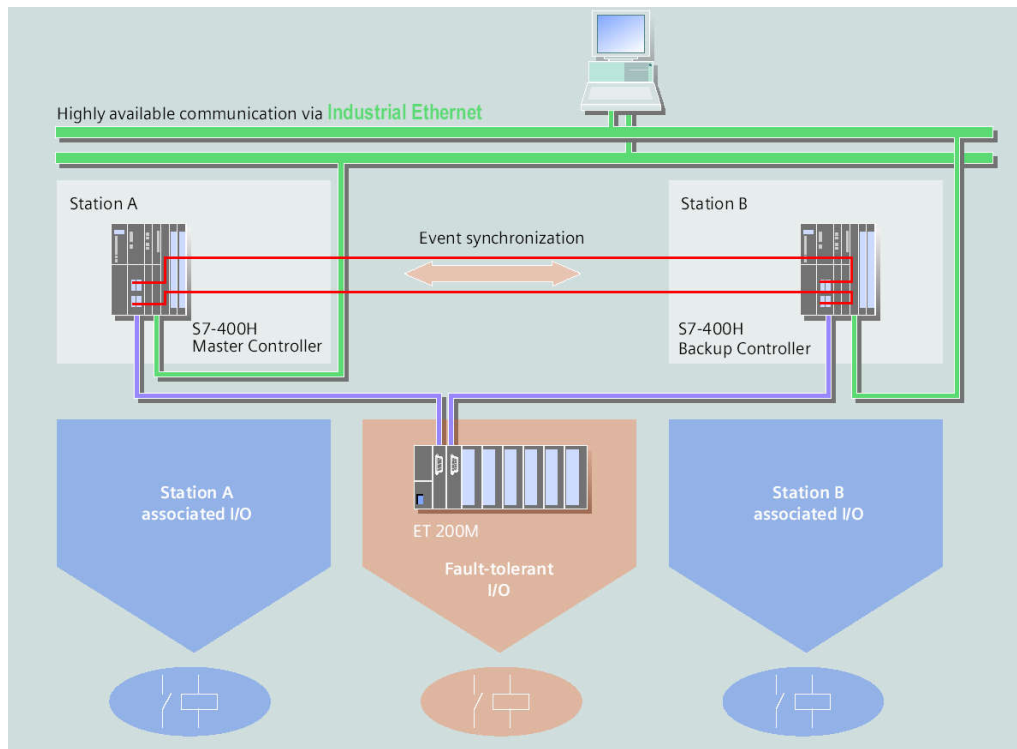 Highly available communication via Industrial Ethernet
Station A
Station B
Event synchronization
S7-400H
Master Controller
S7-400H
Backup Controller
Station A
associated I/O
ET 200M
Fault-tolerant
I/O
Station B
associated I/O